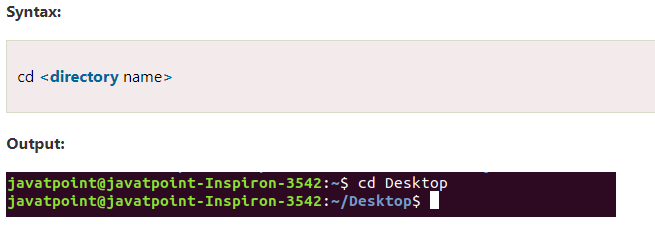 Syntax:
cd <directory name>
Output:
javatpoint@javatpoint-Inspiron-3542:~$ cd Desktop
javatpoint@javatpoint-Inspiron-3542:~/Desktop$